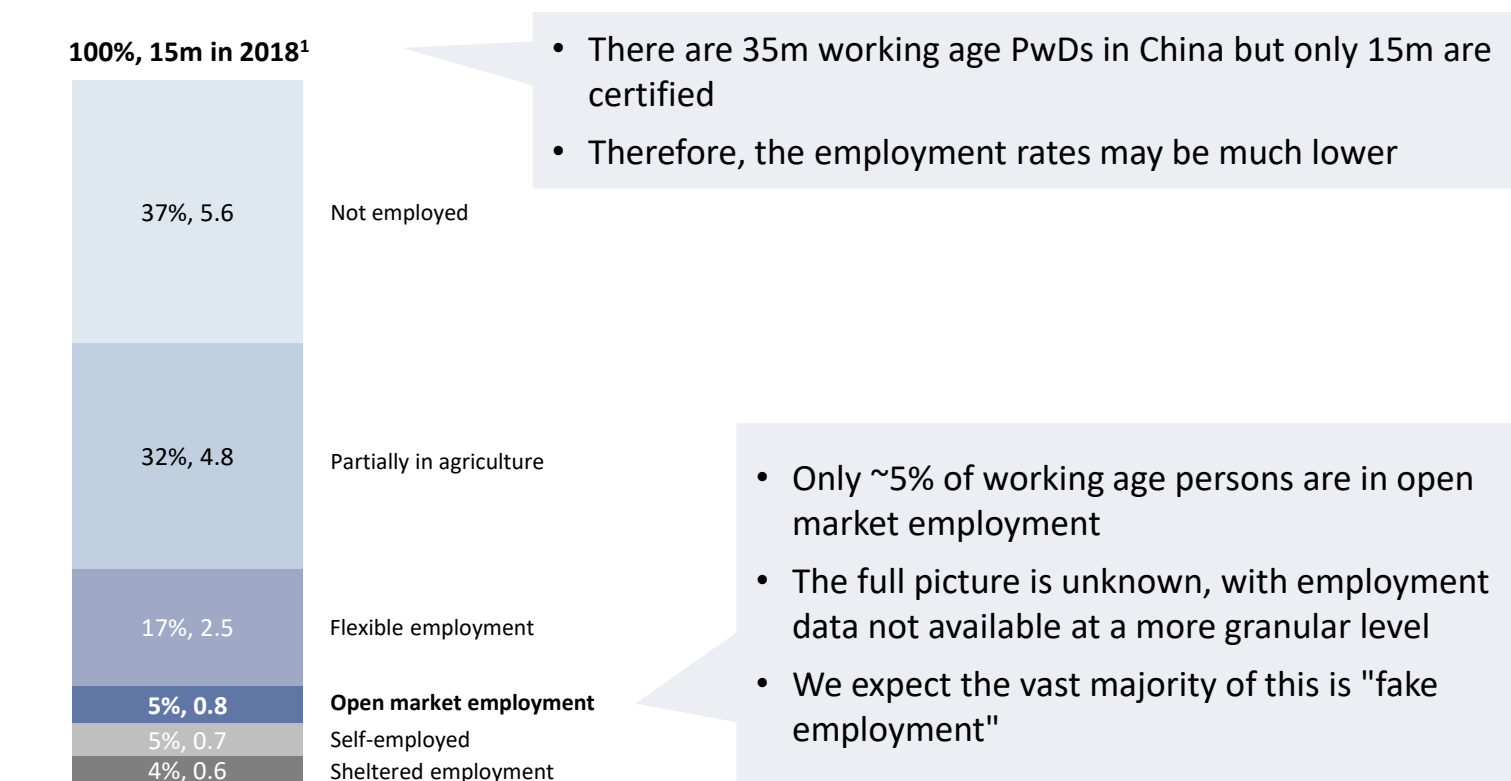 100%, 15m in 2018¹
• There are 35m working age PwDs in China but only 15m are
certified
• Therefore, the employment rates may be much lower
37%, 5.6 Not employed
32%, 4.8 Partially in agriculture
• Only ~5% of working age persons are in open
market employment
• The full picture is unknown, with employment
data not available at a more granular level
• We expect the vast majority of this is "fake
employment"
17%, 2.5 Flexible employment
5%, 0.8 Open market employment
5%, 0.7 Self-employed
4%, 0.6 Sheltered employment